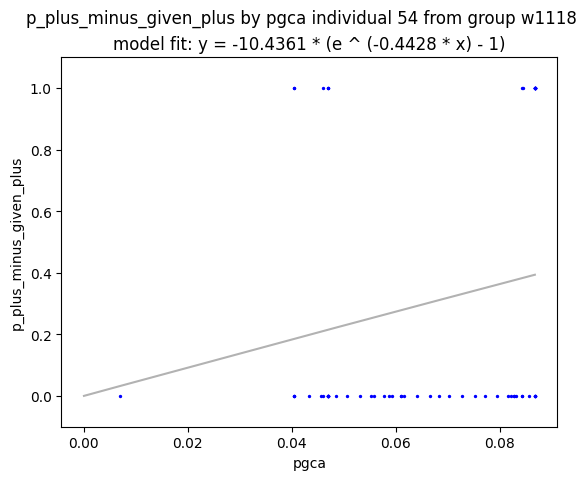 p_plus_minus_given_plus by pgca individual 54 from group w1118
model fit: y = -10.4361 * (e ^ (-0.4428 * x) - 1)
1.0
0.8
0.6
0.4
0.2
0.0
p_plus_minus_given_plus
0.00 0.02 0.04 0.06 0.08
pgca